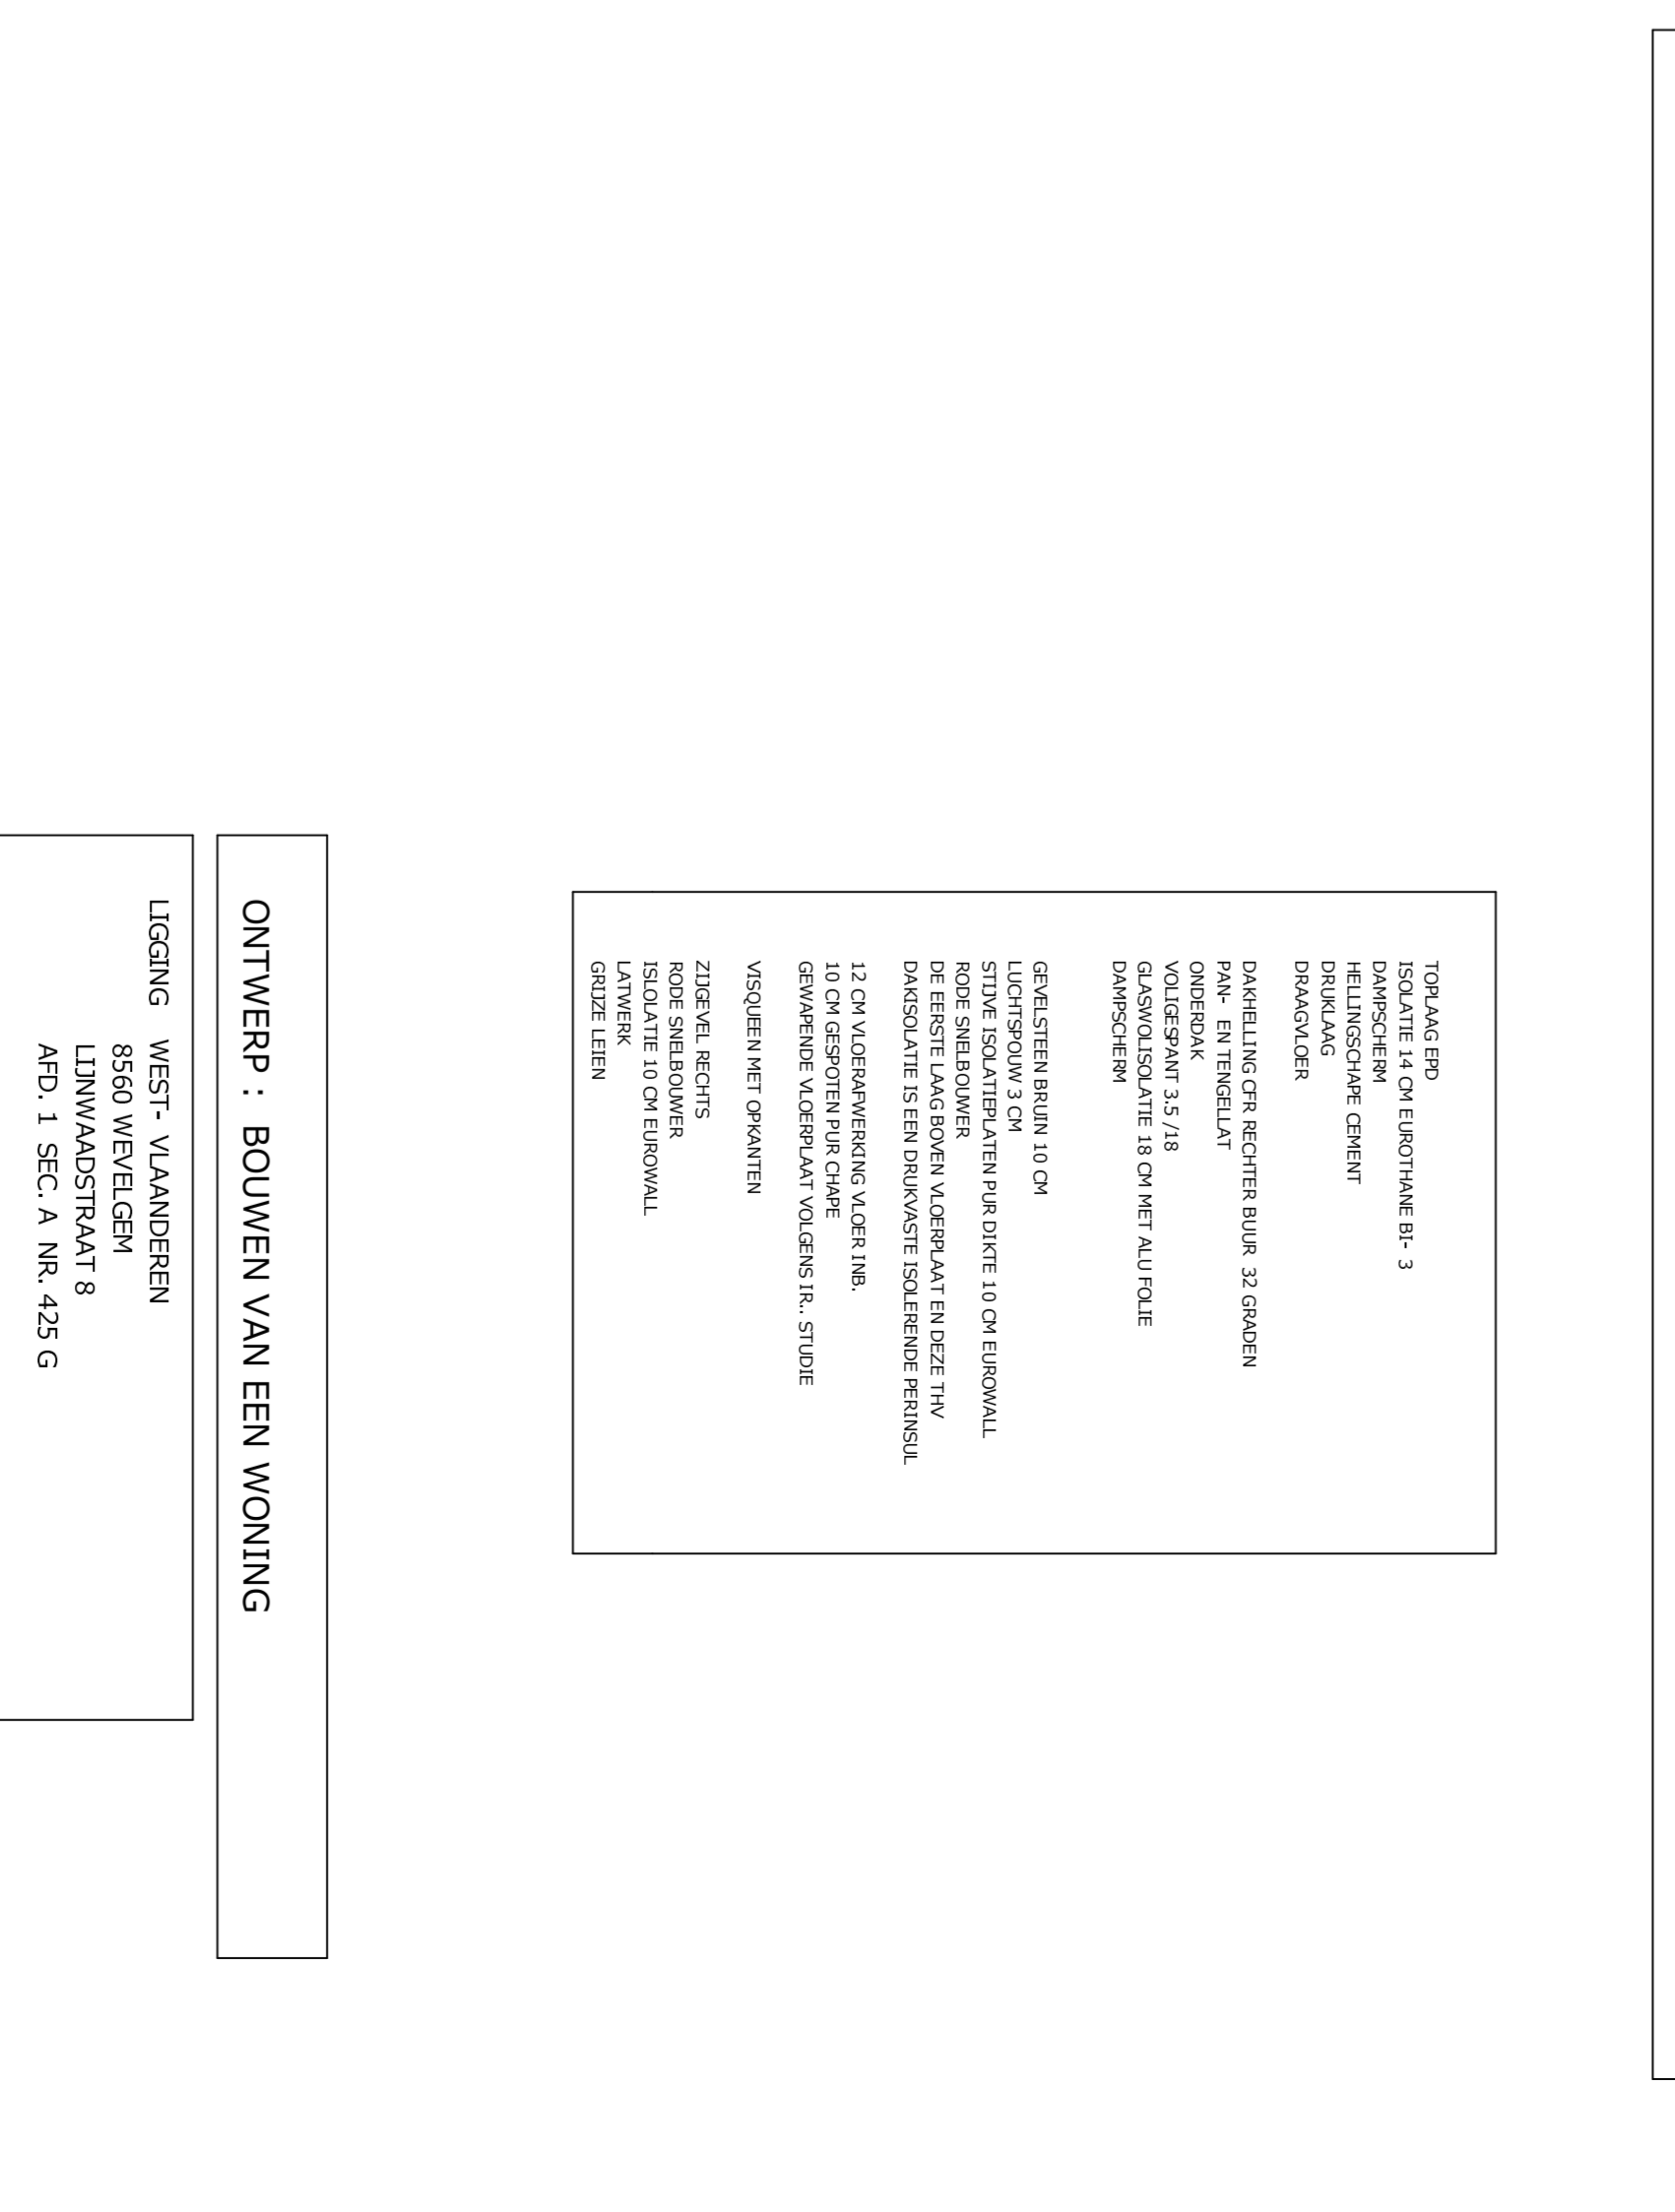 TOPLAAG EPD
ISOLATIE 14 CM EUROTHANE BI- 3
DAMPSCHERM
HELLINGSCHAPE CEMENT
DRUKLAAG
DRAAGVLOER
DAKHELLING CFR RECHTER BUUR 32 GRADEN
PAN- EN TENGELLAT
ONDERDAK
VOLIGESPANT 3.5 /18
GLASWOLISOLATIE 18 CM MET ALU FOLIE
DAMPSCHERM
GEVELSTEEN BRUIN 10 CM
LUCHTSPOUW 3 CM
STIJVE ISOLATIEPLATEN PUR DIKTE 10 CM EUROWALL
RODE SNELBOUWER
DE EERSTE LAAG BOVEN VLOERPLAAT EN DEZE THV
DAKISOLATIE IS EEN DRUKVASTE ISOLERENDE PERINSUL
12 CM VLOERAFWERKING VLOER INB.
10 CM GESPOTEN PUR CHAPE
GEWAPENDE VLOERPLAAT VOLGENS IR.. STUDIE
VISQUEEN MET OPKANTEN
ZIJGEVEL RECHTS
RODE SNELBOUWER
ISLOLATIE 10 CM EUROWALL
LATWERK
GRIJZE LEIEN
ONTWERP : BOUWEN VAN EEN WONING
LIGGING WEST- VLAANDEREN
8560 WEVELGEM
LIJNWAADSTRAAT 8
AFD. 1 SEC. A NR. 425 G